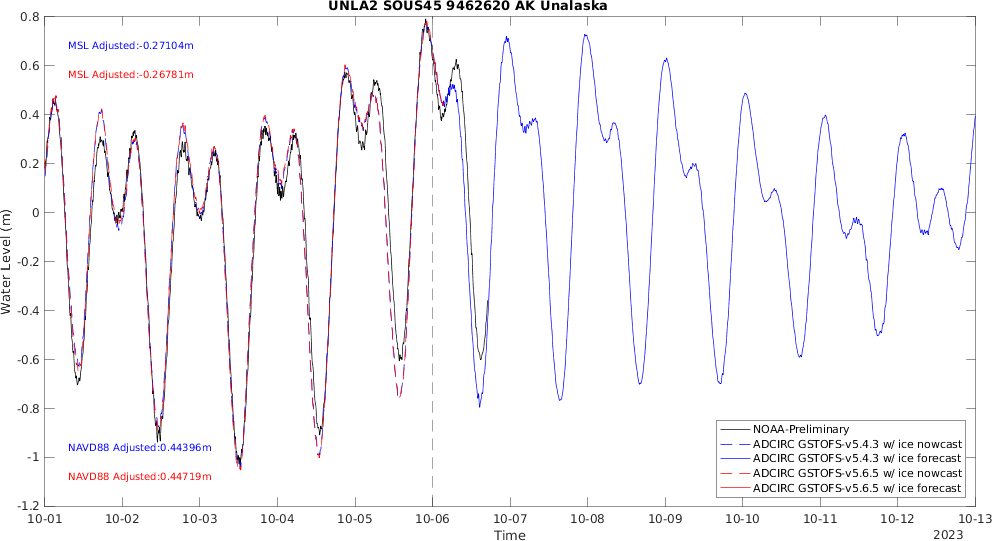 UNLA2 SOUS45 9462620 AK Unalaska
0.8
MSL Adjusted:-0.27104m
0.6
MSL Adjusted:-0.26781m
0.4
0.2
0
-0.2
-0.4
-0.6
-0.8
-1
-1.2
Water Level (m)
NAVD88 Adjusted:0.44396m
NAVD88 Adjusted:0.44719m
NOAA-Preliminary
ADCIRC GSTOFS-v5.4.3 w/ ice nowcast
ADCIRC GSTOFS-v5.4.3 w/ ice forecast
ADCIRC GSTOFS-v5.6.5 w/ ice nowcast
ADCIRC GSTOFS-v5.6.5 w/ ice forecast
10-01 10-02 10-03 10-04 10-05 10-06 10-07 10-08 10-09 10-10 10-11 10-12 10-13
Time
2023